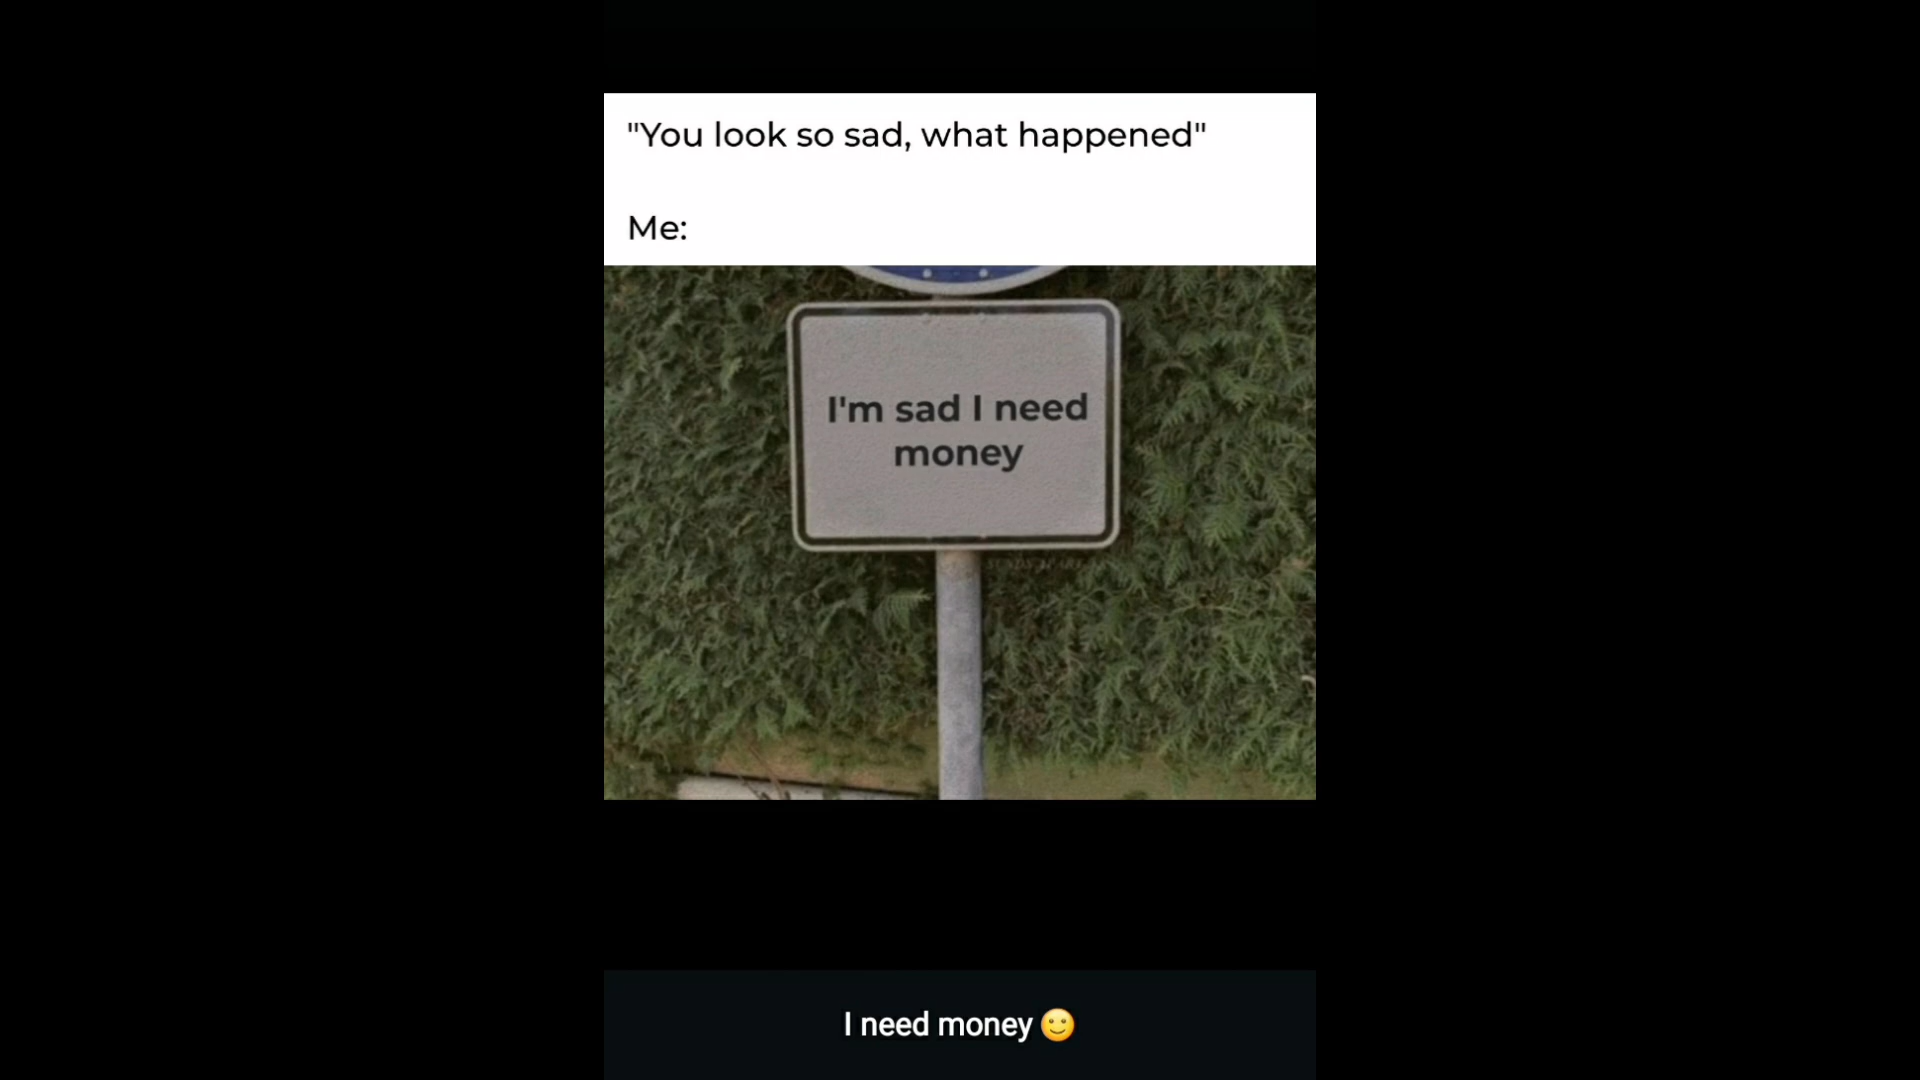 "You look so sad, what happened"
Me:
I'm sad I need
money
I need money 🙂